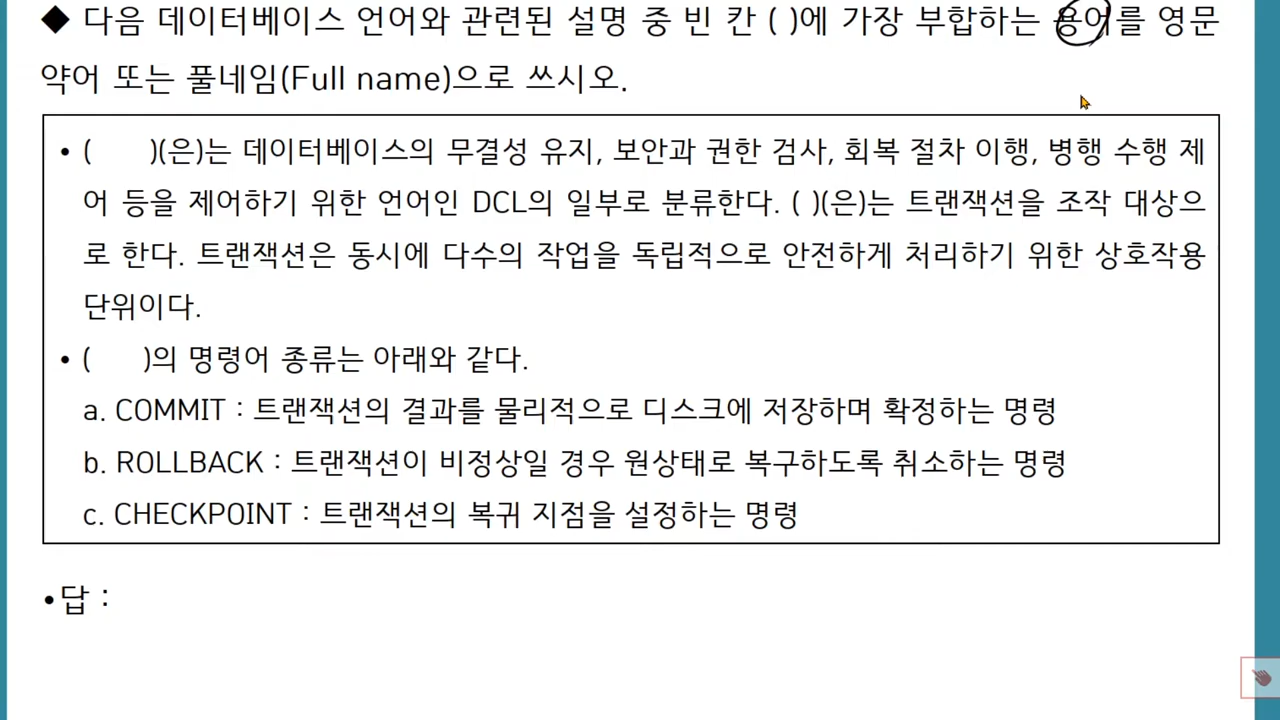 ◆ 다음 데이터베이스 언어와 관련된 설명 중 빈 칸 ( )에 가장 부합하는 용어를 영문
약어 또는 풀네임(Full name)으로 쓰시오.
• ( )(은)는 데이터베이스의 무결성 유지, 보안과 권한 검사, 회복 절차 이행, 병행 수행 제
어 등을 제어하기 위한 언어인 DCL의 일부로 분류한다. ( )(은)는 트랜잭션을 조작 대상으
로 한다. 트랜잭션은 동시에 다수의 작업을 독립적으로 안전하게 처리하기 위한 상호작용
단위이다.
• ( )의 명령어 종류는 아래와 같다.
a. COMMIT : 트랜잭션의 결과를 물리적으로 디스크에 저장하며 확정하는 명령
b. ROLLBACK : 트랜잭션이 비정상일 경우 원상태로 복구하도록 취소하는 명령
c. CHECKPOINT : 트랜잭션의 복귀 지점을 설정하는 명령
•답 :